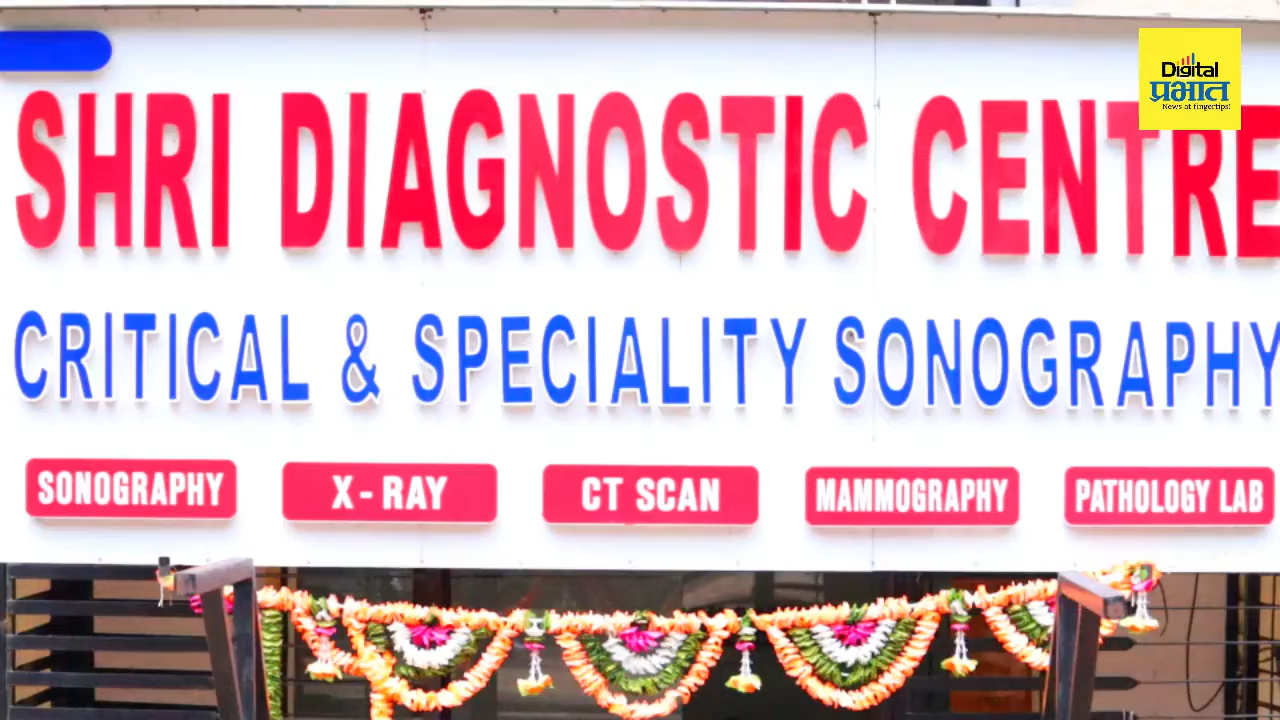 SHRI DIAGNOSTIC CENTRE
CRITICAL & SPECIALITY SONOGRAPHY
SONOGRAPHY X-RAY CT SCAN MAMMOGRAPHY PATHOLOGY LAB
Digital
प्रभात
News at fingertips!